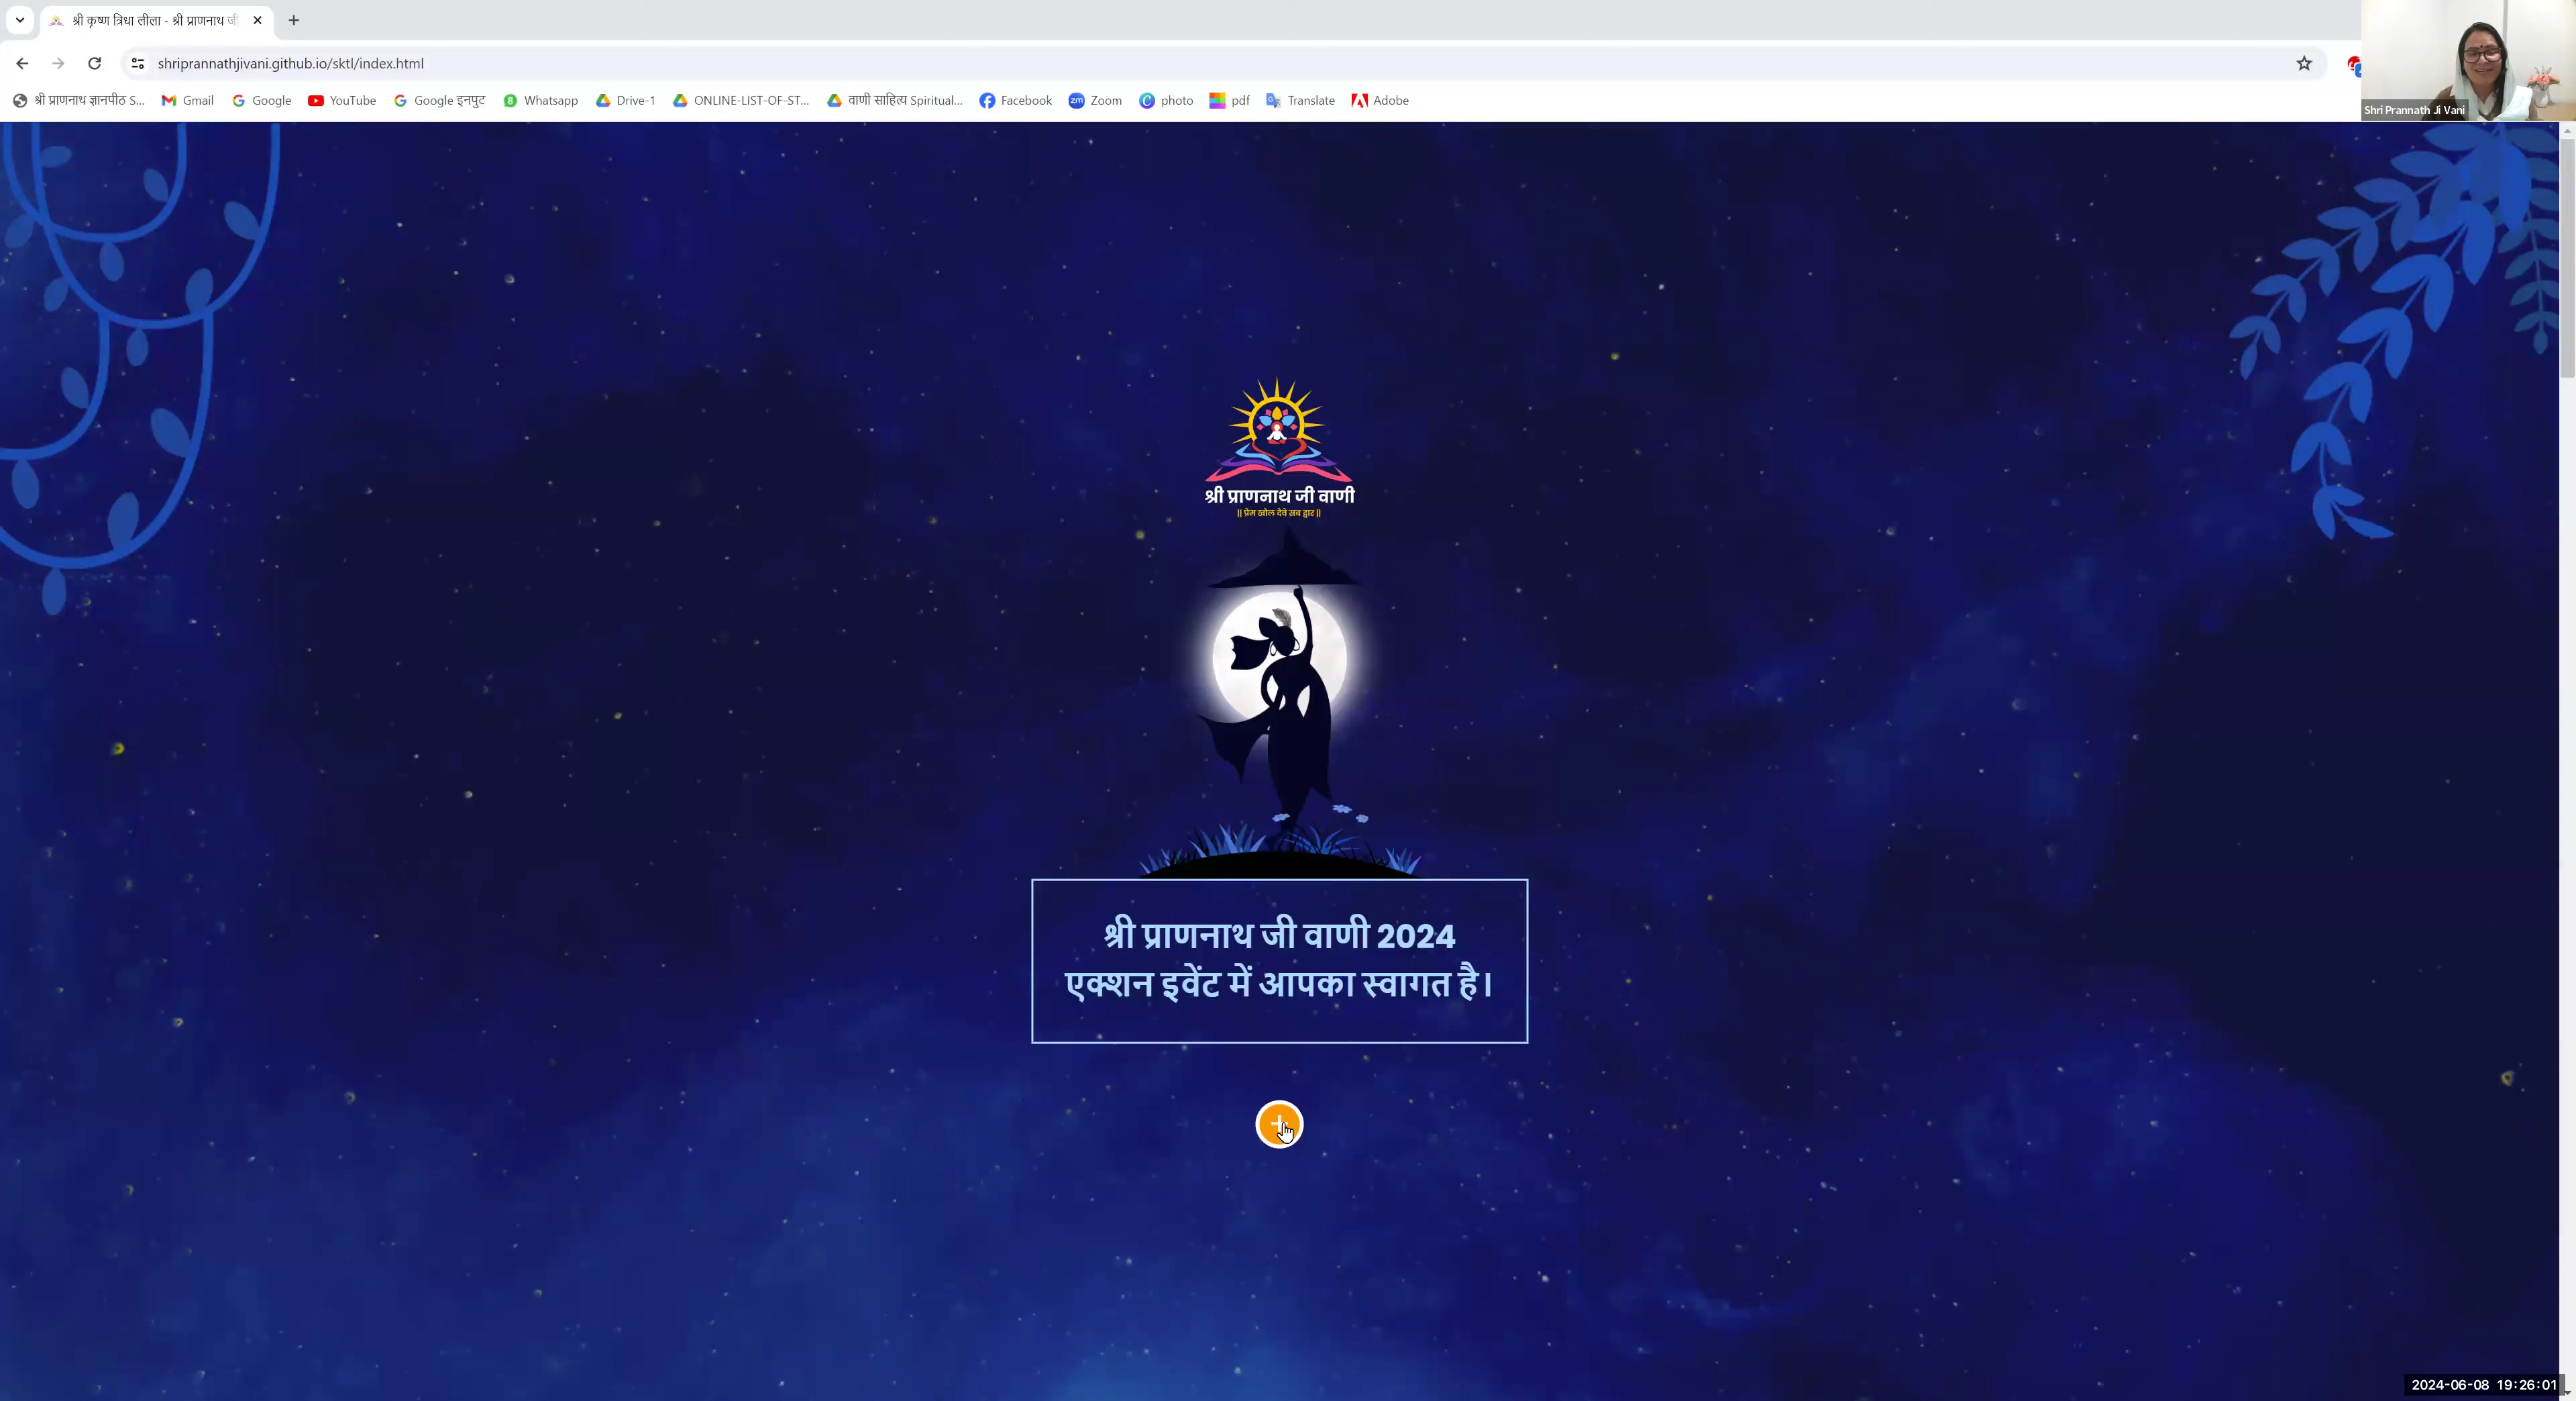 श्री कृष्ण त्रिधा लीला - श्री प्राणनाथ जी
shriprannathjivani.github.io/sktl/index.html
श्री प्राणनाथ ज्ञानपीठ S...
Gmail
Google
YouTube
Google इनपुट
Whatsapp
Drive-1
ONLINE-LIST-OF-ST...
वाणी साहित्य Spiritual...
Facebook
Zoom
photo
pdf
Translate
Adobe
Shri Prannath Ji Vani
श्री प्राणनाथ जी वाणी
|| प्रेम खोल देवे सब द्वार ||
श्री प्राणनाथ जी वाणी 2024
एक्शन इवेंट में आपका स्वागत है।
2024-06-08 19:26:01